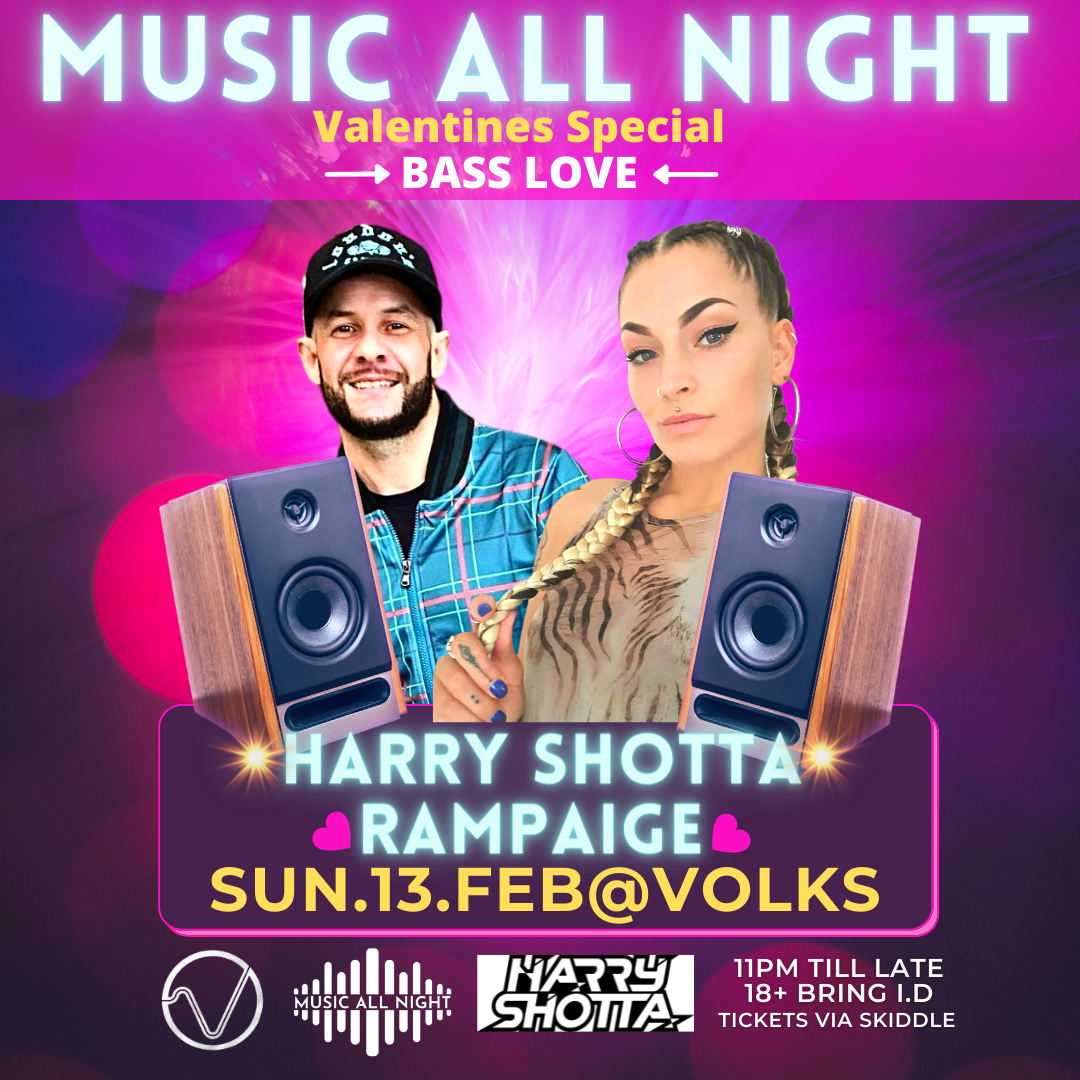 MUSIC ALL NIGHT
Valentines Special
BASS LOVE
HARRY SHOTTA
RAMPAIGE
SUN.13.FEB@VOLKS
MUSIC ALL NIGHT
HARRY
SHOTTA
11PM TILL LATE
18+ BRING I.D
TICKETS VIA SKIDDLE